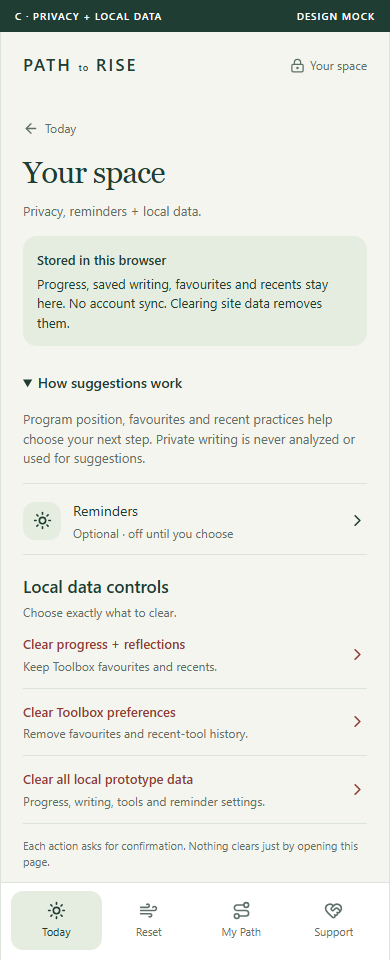 C · PRIVACY + LOCAL DATA DESIGN MOCK
PATH to RISE Your space
Today
Your space
Privacy, reminders + local data.
Stored in this browser
Progress, saved writing, favourites and recents stay
here. No account sync. Clearing site data removes
them.
How suggestions work
Program position, favourites and recent practices help
choose your next step. Private writing is never analyzed or
used for suggestions.
Reminders
Optional · off until you choose
Local data controls
Choose exactly what to clear.
Clear progress + reflections
Keep Toolbox favourites and recents.
Clear Toolbox preferences
Remove favourites and recent-tool history.
Clear all local prototype data
Progress, writing, tools and reminder settings.
Each action asks for confirmation. Nothing clears just by opening this
page.
Today Reset My Path Support